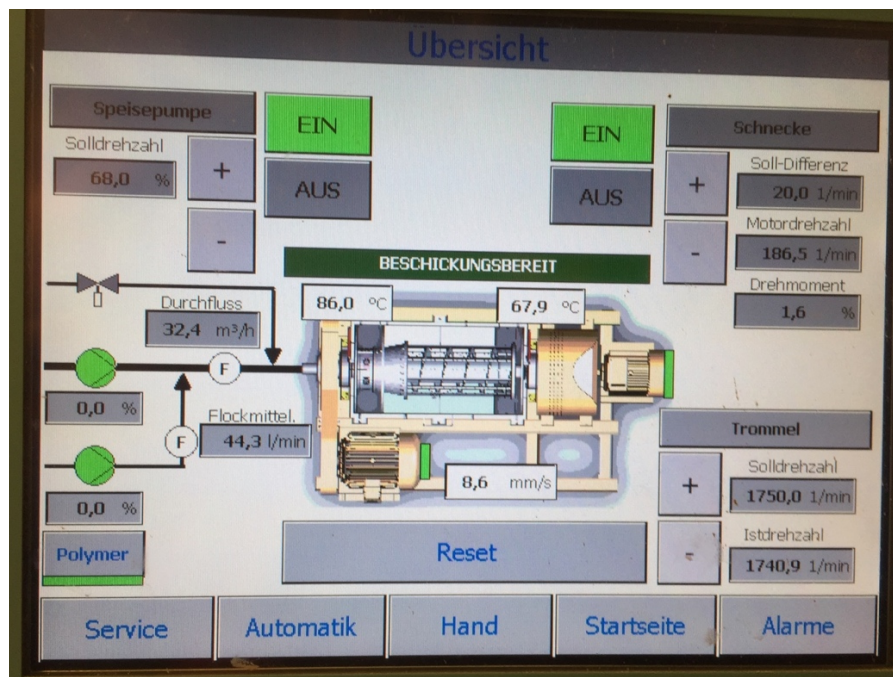 Übersicht
Speisepumpe
EIN
AUS
Solldrehzahl
68,0 %
+
-
EIN
AUS
Schnecke
+
-
Soll-Differenz
20,0 1/min
Motordrehzahl
186,5 1/min
Drehmoment
1,6 %
BESCHICKUNGSBEREIT
86,0 ºC
67,9 ºC
Durchfluss
32,4 m³/h
F
0,0 %
Flockmittel.
44,3 l/min
F
0,0 %
8,6 mm/s
Trommel
+
-
Solldrehzahl
1750,0 1/min
Istdrehzahl
1740,9 1/min
Polymer
Reset
Service
Automatik
Hand
Startseite
Alarme